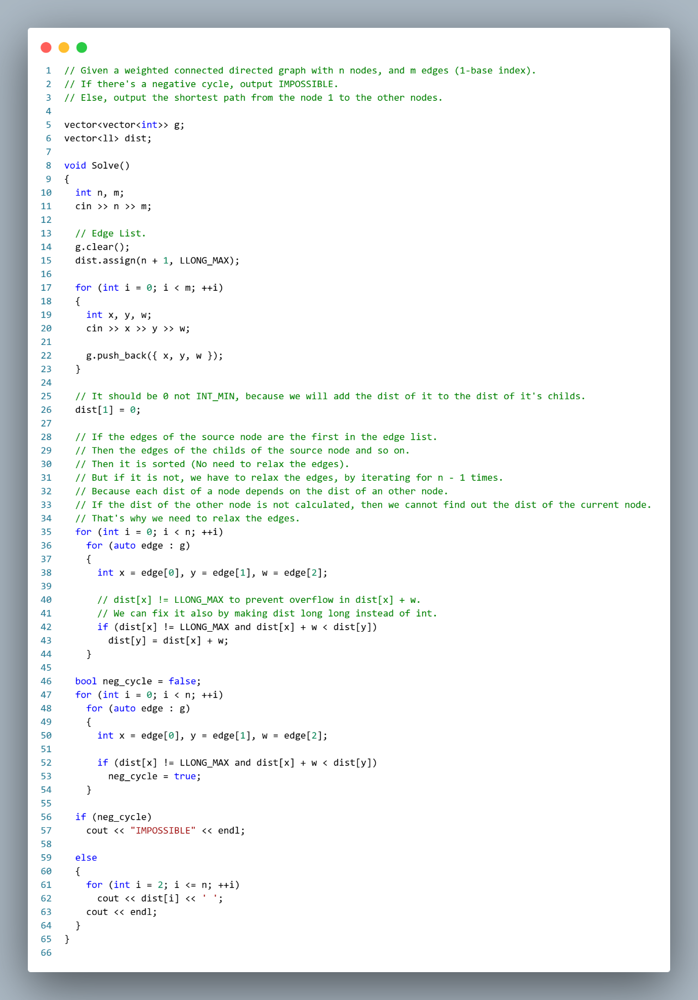 1 // Given a weighted connected directed graph with n nodes, and m edges (1-base index).
2 // If there's a negative cycle, output IMPOSSIBLE.
3 // Else, output the shortest path from the node 1 to the other nodes.
4
5 vector<vector<int>> g;
6 vector<ll> dist;
7
8 void Solve()
9 {
10   int n, m;
11   cin >> n >> m;
12
13   // Edge List.
14   g.clear();
15   dist.assign(n + 1, LLONG_MAX);
16
17   for (int i = 0; i < m; ++i)
18   {
19     int x, y, w;
20     cin >> x >> y >> w;
21
22     g.push_back({ x, y, w });
23   }
24
25   // It should be 0 not INT_MIN, because we will add the dist of it to the dist of it's childs.
26   dist[1] = 0;
27
28   // If the edges of the source node are the first in the edge list.
29   // Then the edges of the childs of the source node and so on.
30   // Then it is sorted (No need to relax the edges).
31   // But if it is not, we have to relax the edges, by iterating for n - 1 times.
32   // Because each dist of a node depends on the dist of an other node.
33   // If the dist of the other node is not calculated, then we cannot find out the dist of the current node.
34   // That's why we need to relax the edges.
35   for (int i = 0; i < n; ++i)
36     for (auto edge : g)
37     {
38       int x = edge[0], y = edge[1], w = edge[2];
39
40       // dist[x] != LLONG_MAX to prevent overflow in dist[x] + w.
41       // We can fix it also by making dist long long instead of int.
42       if (dist[x] != LLONG_MAX and dist[x] + w < dist[y])
43         dist[y] = dist[x] + w;
44     }
45
46   bool neg_cycle = false;
47   for (int i = 0; i < n; ++i)
48     for (auto edge : g)
49     {
50       int x = edge[0], y = edge[1], w = edge[2];
51
52       if (dist[x] != LLONG_MAX and dist[x] + w < dist[y])
53         neg_cycle = true;
54     }
55
56   if (neg_cycle)
57     cout << "IMPOSSIBLE" << endl;
58
59   else
60   {
61     for (int i = 2; i <= n; ++i)
62       cout << dist[i] << ' ';
63     cout << endl;
64   }
65 }
66